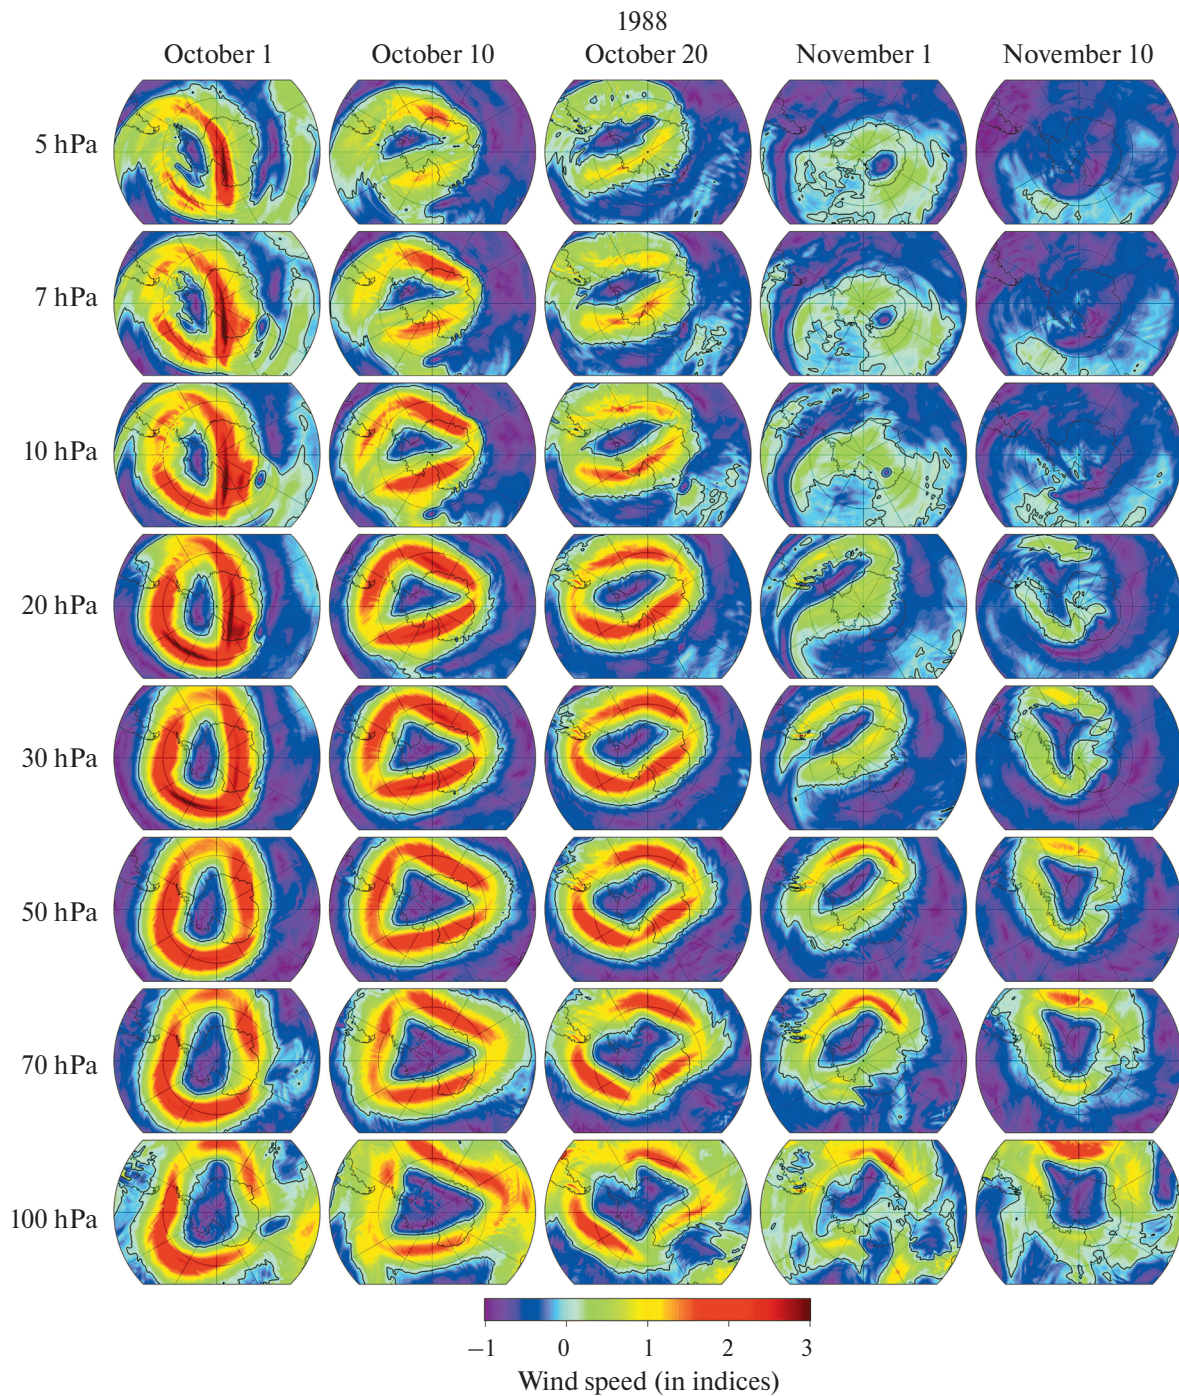 1988
October 1 October 10 October 20 November 1 November 10
5 hPa
7 hPa
10 hPa
20 hPa
30 hPa
50 hPa
70 hPa
100 hPa
−1 0 1 2 3
Wind speed (in indices)